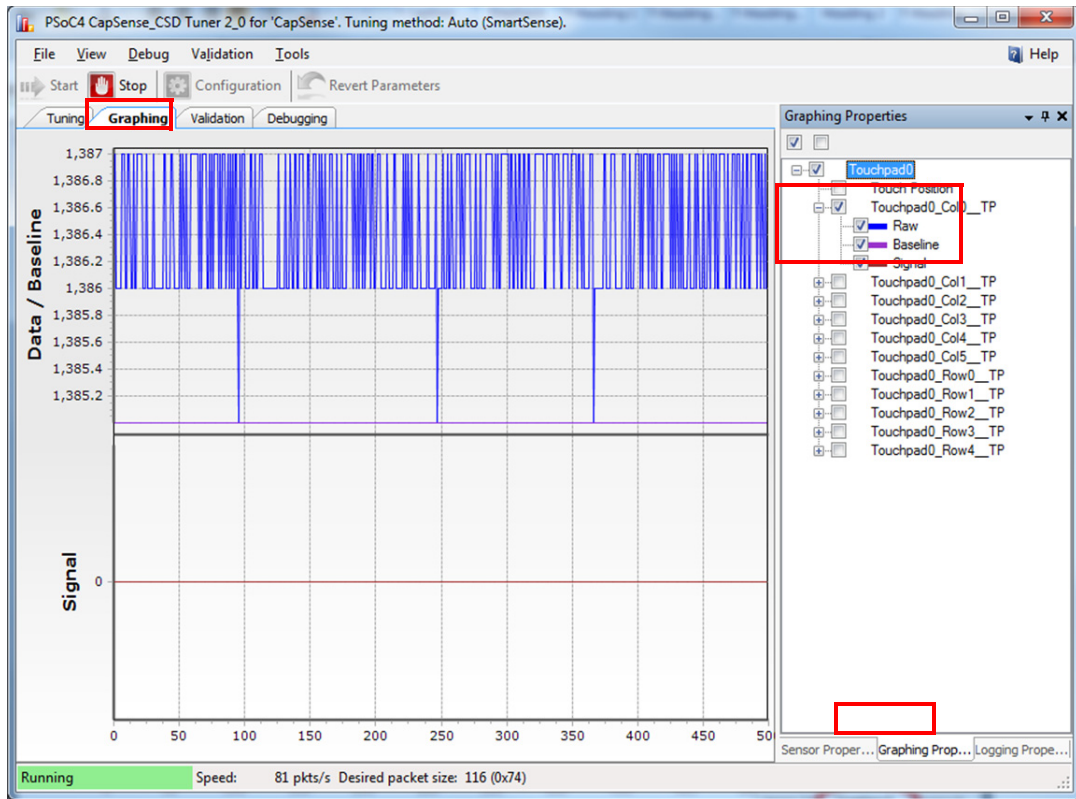 PSoC4 CapSense_CSD Tuner 2_0 for 'CapSense'. Tuning method: Auto (SmartSense).
File View Debug Validation Tools Help
Start Stop Configuration Revert Parameters
Tuning Graphing Validation Debugging
Data / Baseline
1,387
1,386.8
1,386.6
1,386.4
1,386.2
1,386
1,385.8
1,385.6
1,385.4
1,385.2
Signal
0
0 50 100 150 200 250 300 350 400 450 50
Graphing Properties
Touchpad0
Touch Position
Touchpad0_Col0__TP
Raw
Baseline
Signal
Touchpad0_Col1__TP
Touchpad0_Col2__TP
Touchpad0_Col3__TP
Touchpad0_Col4__TP
Touchpad0_Col5__TP
Touchpad0_Row0__TP
Touchpad0_Row1__TP
Touchpad0_Row2__TP
Touchpad0_Row3__TP
Touchpad0_Row4__TP
Sensor Proper... Graphing Prop... Logging Prope...
Running Speed: 81 pkts/s Desired packet size: 116 (0x74)